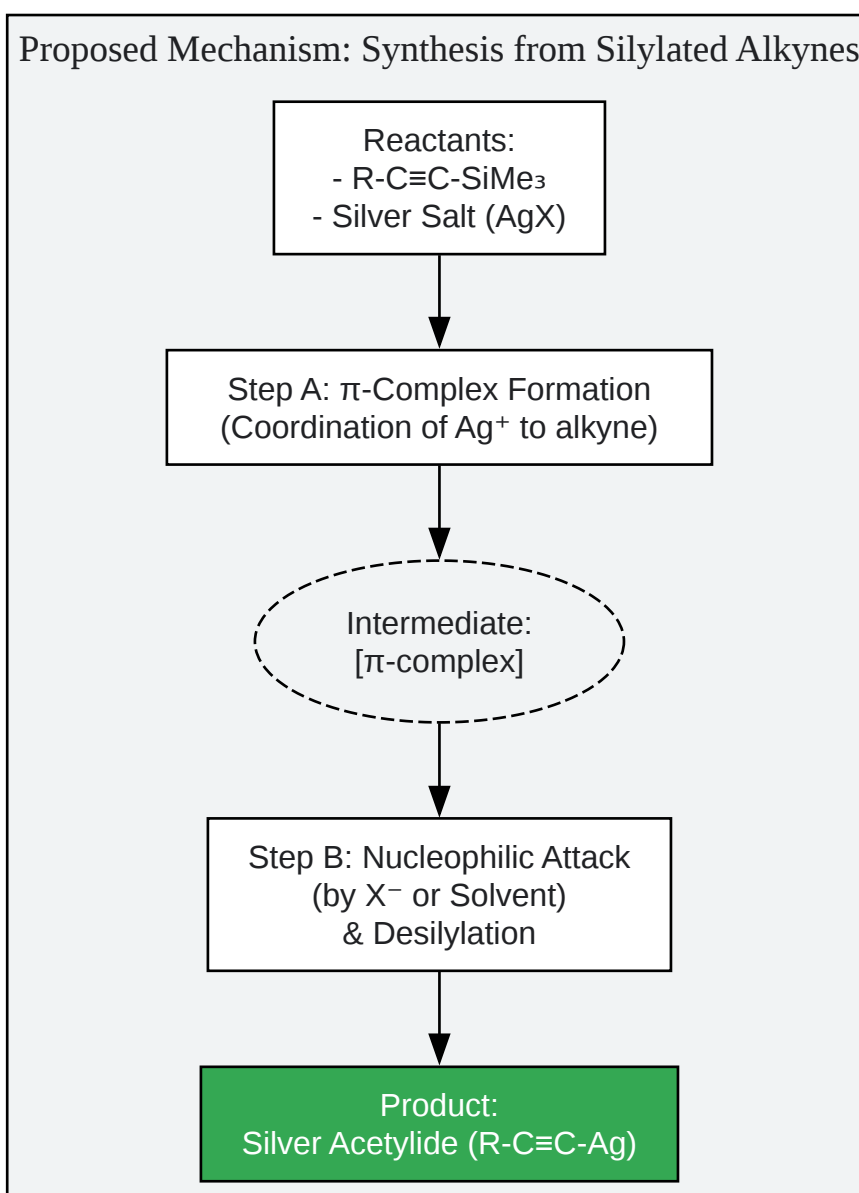 Proposed Mechanism: Synthesis from Silylated Alkynes
Reactants:
- R-C≡C-SiMe₃
- Silver Salt (AgX)
Step A: π-Complex Formation
(Coordination of Ag⁺ to alkyne)
Intermediate:
[π-complex]
Step B: Nucleophilic Attack
(by X⁻ or Solvent)
& Desilylation
Product:
Silver Acetylide (R-C≡C-Ag)